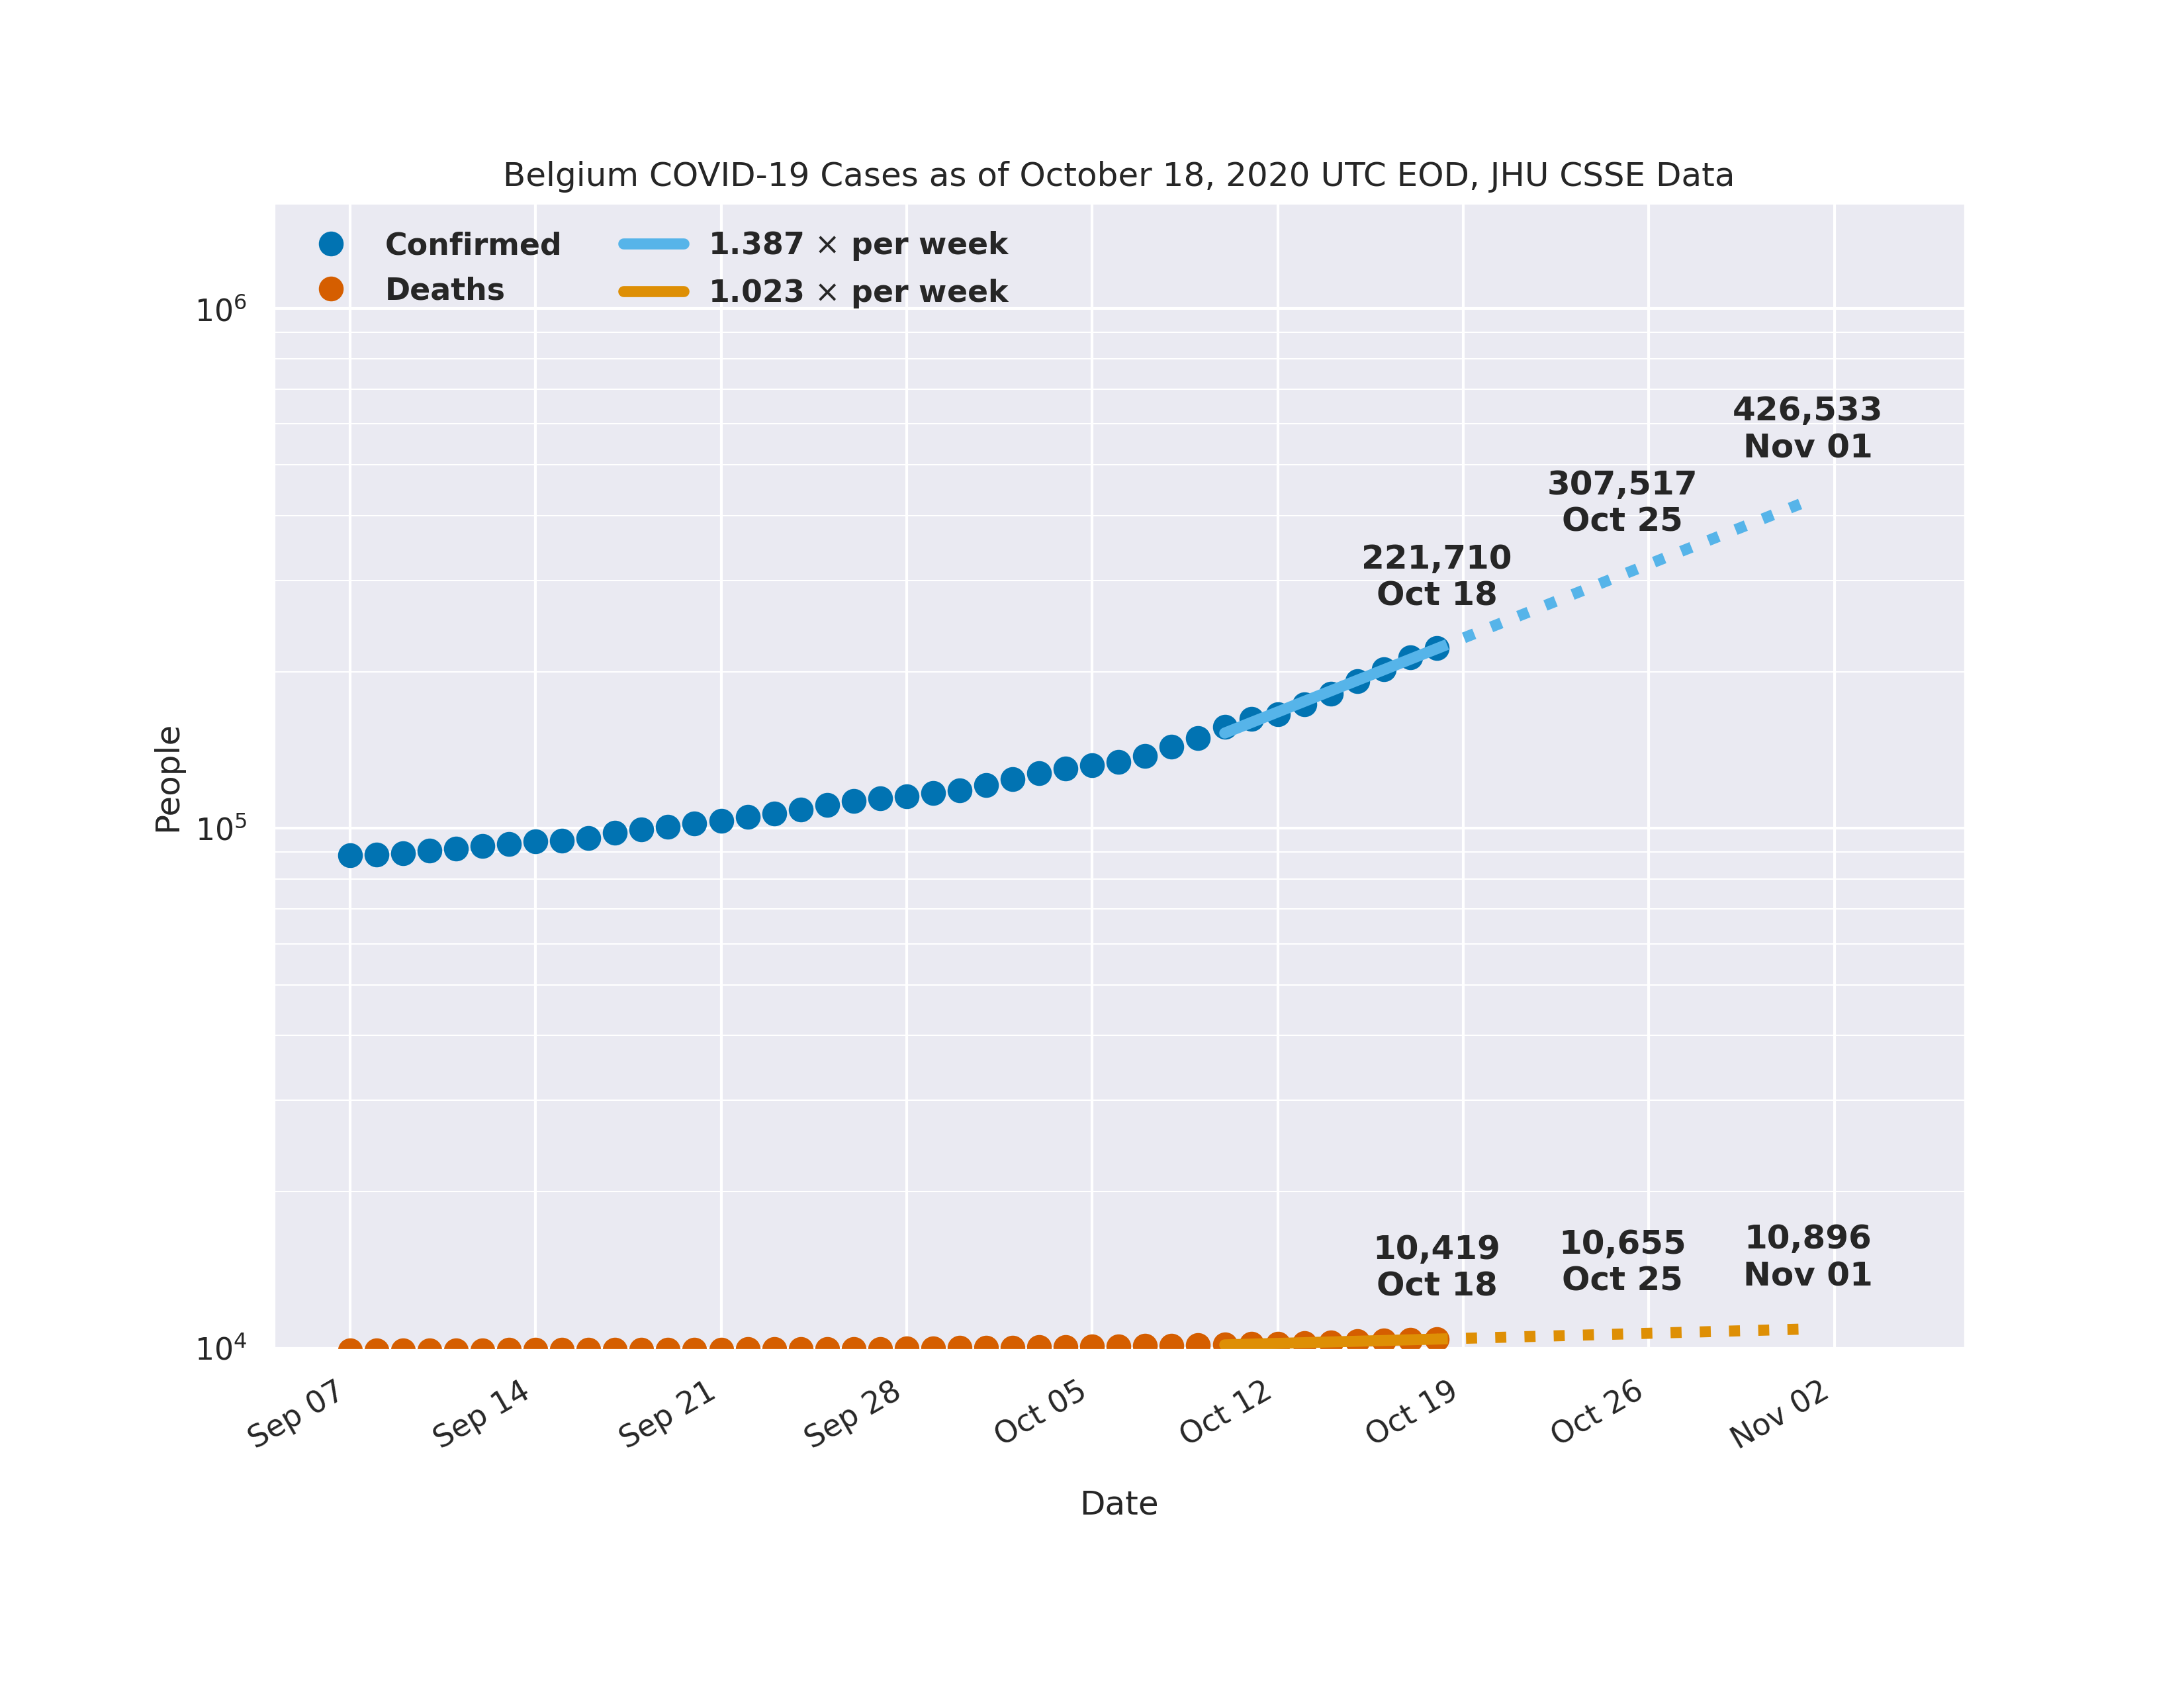 Belgium COVID-19 Cases as of October 18, 2020 UTC EOD, JHU CSSE Data
Confirmed
Deaths
1.387 × per week
1.023 × per week
10⁶
10⁵
10⁴
People
426,533
Nov 01
307,517
Oct 25
221,710
Oct 18
10,419
Oct 18
10,655
Oct 25
10,896
Nov 01
Sep 07
Sep 14
Sep 21
Sep 28
Oct 05
Oct 12
Oct 19
Oct 26
Nov 02
Date